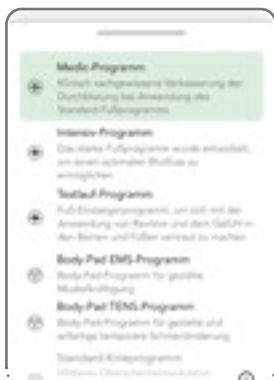 Medic-Programm
Klinisch nachgewiesene Verbesserung der
Durchblutung bei Anwendung des
Standard-Fußprogramms
Intensiv-Programm
Das starke Fußprogramm wurde entwickelt,
um einen optimalen Blutfluss zu
ermöglichen
Testlauf-Programm
Fuß-Einsteigerprogramm, um sich mit der
Anwendung von Revitive und dem Gefühl in
den Beinen und Füßen vertraut zu machen
Body-Pad EMS-Programm
Body-Pad-Programm für gezielte
Muskelkräftigung
Body-Pad TENS-Programm
Body-Pad-Programm für gezielte und
sofortige temporäre Schmerzlinderung
Standard-Knieprogramm